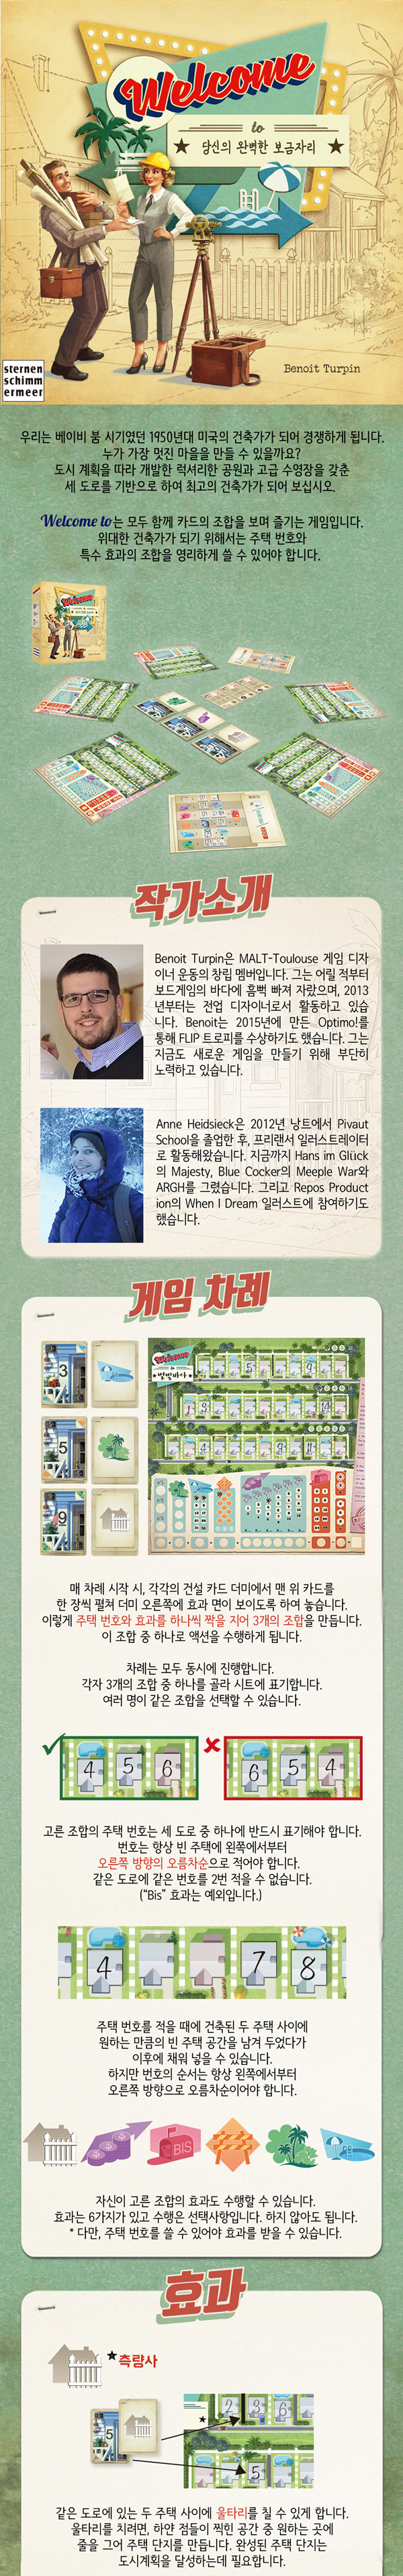 Welcome
to
당신의 완벽한 보금자리
sternen
schimm
ermeer
Benoit Turpin
우리는 베이비 붐 시기였던 1950년대 미국의 건축가가 되어 경쟁하게 됩니다.
누가 가장 멋진 마을을 만들 수 있을까요?
도시 계획을 따라 개발한 럭셔리한 공원과 고급 수영장을 갖춘
세 도로를 기반으로 하여 최고의 건축가가 되어 보십시오.
Welcome to는 모두 함께 카드의 조합을 보며 즐기는 게임입니다.
위대한 건축가가 되기 위해서는 주택 번호와
특수 효과의 조합을 영리하게 쓸 수 있어야 합니다.
작가소개
Benoit Turpin은 MALT-Toulouse 게임 디자
이너 운동의 창립 멤버입니다. 그는 어릴 적부터
보드게임의 바다에 흠뻑 빠져 자랐으며, 2013
년부터는 전업 디자이너로서 활동하고 있습
니다. Benoit는 2015년에 만든 Optimo!를
통해 FLIP 트로피를 수상하기도 했습니다. 그는
지금도 새로운 게임을 만들기 위해 부단히
노력하고 있습니다.
Anne Heidsieck은 2012년 낭트에서 Pivaut
School을 졸업한 후, 프리랜서 일러스트레이터
로 활동해왔습니다. 지금까지 Hans im Glück
의 Majesty, Blue Cocker의 Meeple War와
ARGH를 그렸습니다. 그리고 Repos Product
ion의 When I Dream 일러스트에 참여하기도
했습니다.
게임 차례
3
5
9
Welcome
to
매 차례 시작 시, 각각의 건설 카드 더미에서 맨 위 카드를
한 장씩 펼쳐 더미 오른쪽에 효과 면이 보이도록 하여 놓습니다.
이렇게 주택 번호와 효과를 하나씩 짝을 지어 3개의 조합을 만듭니다.
이 조합 중 하나로 액션을 수행하게 됩니다.
차례는 모두 동시에 진행합니다.
각자 3개의 조합 중 하나를 골라 시트에 표기합니다.
여러 명이 같은 조합을 선택할 수 있습니다.
4 5 6
6 5 4
고른 조합의 주택 번호는 세 도로 중 하나에 반드시 표기해야 합니다.
번호는 항상 빈 주택에 왼쪽에서부터
오른쪽 방향의 오름차순으로 적어야 합니다.
같은 도로에 같은 번호를 2번 적을 수 없습니다.
("Bis" 효과는 예외입니다.)
4 7 8
주택 번호를 적을 때에 건축된 두 주택 사이에
원하는 만큼의 빈 주택 공간을 남겨 두었다가
이후에 채워 넣을 수 있습니다.
하지만 번호의 순서는 항상 왼쪽에서부터
오른쪽 방향으로 오름차순이어야 합니다.
BIS
자신이 고른 조합의 효과도 수행할 수 있습니다.
효과는 6가지가 있고 수행은 선택사항입니다. 하지 않아도 됩니다.
* 다만, 주택 번호를 쓸 수 있어야 효과를 받을 수 있습니다.
효과
측량사
5
2 3 6
5
같은 도로에 있는 두 주택 사이에 울타리를 칠 수 있게 합니다.
울타리를 치려면, 하얀 점들이 찍힌 공간 중 원하는 곳에
줄을 그어 주택 단지를 만듭니다. 완성된 주택 단지는
도시계획을 달성하는데 필요합니다.